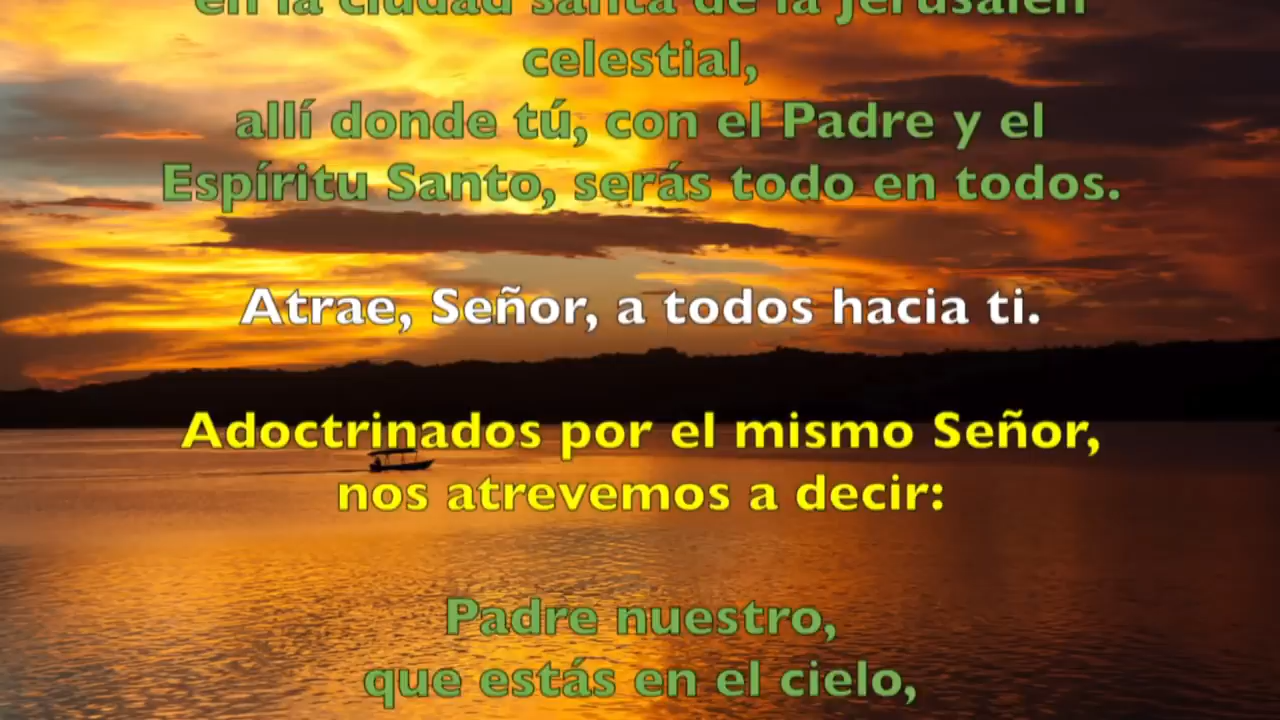 en la ciudad santa de la Jerusalén
celestial,
allí donde tú, con el Padre y el
Espíritu Santo, serás todo en todos.
Atrae, Señor, a todos hacia ti.
Adoctrinados por el mismo Señor,
nos atrevemos a decir:
Padre nuestro,
que estás en el cielo,